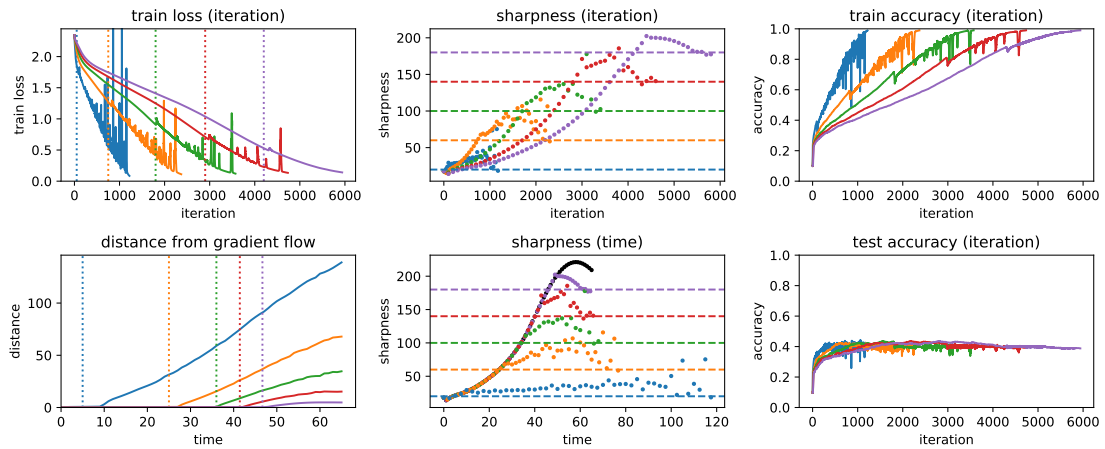 train loss (iteration)
train loss
2.0
1.5
1.0
0.5
0.0
0 1000 2000 3000 4000 5000 6000
iteration
sharpness (iteration)
sharpness
200
150
100
50
0 1000 2000 3000 4000 5000 6000
iteration
train accuracy (iteration)
accuracy
1.0
0.8
0.6
0.4
0.2
0.0
0 1000 2000 3000 4000 5000 6000
iteration
distance from gradient flow
distance
100
50
0
0 10 20 30 40 50 60
time
sharpness (time)
sharpness
200
150
100
50
0 20 40 60 80 100 120
time
test accuracy (iteration)
accuracy
1.0
0.8
0.6
0.4
0.2
0.0
0 1000 2000 3000 4000 5000 6000
iteration